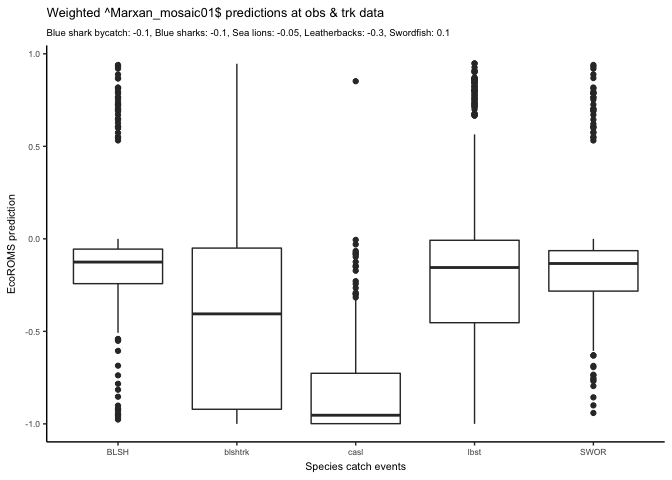 Weighted ^Marxan_mosaic01$ predictions at obs & trk data
Blue shark bycatch: -0.1, Blue sharks: -0.1, Sea lions: -0.05, Leatherbacks: -0.3, Swordfish: 0.1
1.0
0.5
0.0
-0.5
-1.0
EcoROMS prediction
BLSH blshtrk casl lbst SWOR
Species catch events